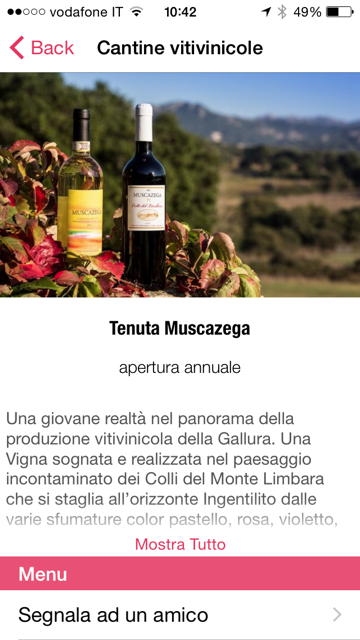 vodafone IT 10:42 49%
Back Cantine vitivinicole
MUSCAZEGA
MUSCAZEGA
Tenuta Muscazega
apertura annuale
Una giovane realtà nel panorama della
produzione vitivinicola della Gallura. Una
Vigna sognata e realizzata nel paesaggio
incontaminato dei Colli del Monte Limbara
che si staglia all'orizzonte Ingentilito dalle
varie sfumature color pastello, rosa, violetto,
Mostra Tutto
Menu
Segnala ad un amico